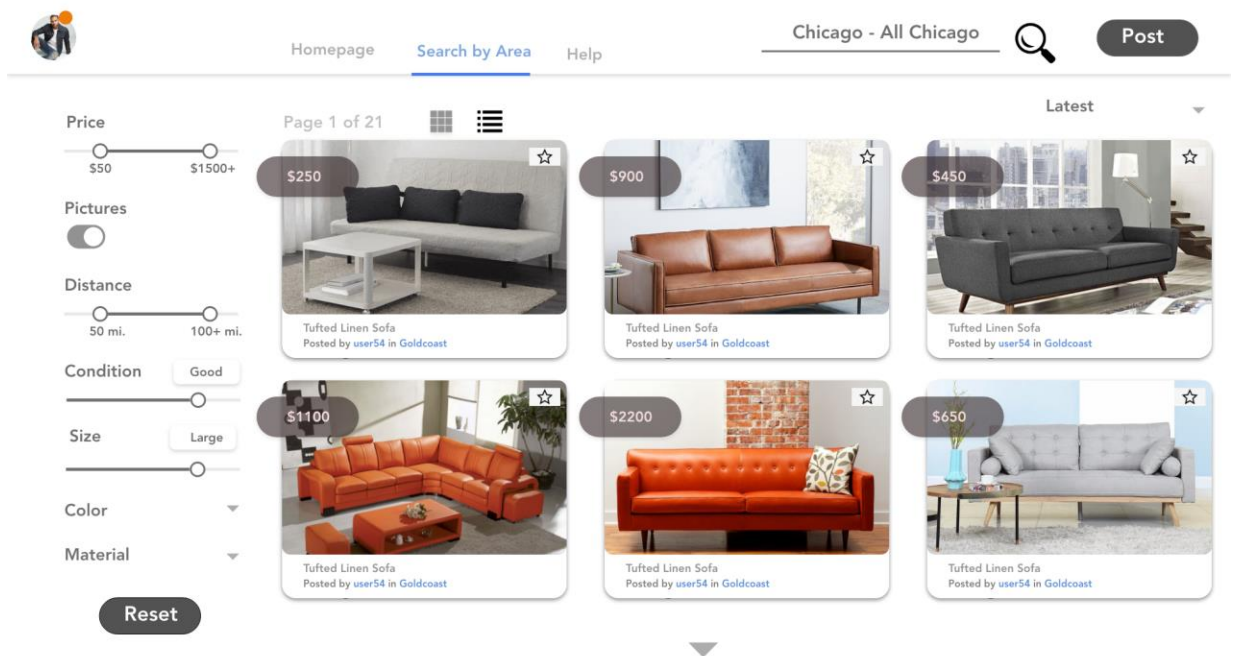 Homepage
Search by Area
Help
Chicago - All Chicago
Post
Price
$50
$1500+
Pictures
Distance
50 mi.
100+ mi.
Condition
Good
Size
Large
Color
Material
Reset
Page 1 of 21
Latest
$250
Tufted Linen Sofa
Posted by user54 in Goldcoast
$900
Tufted Linen Sofa
Posted by user54 in Goldcoast
$450
Tufted Linen Sofa
Posted by user54 in Goldcoast
$1100
Tufted Linen Sofa
Posted by user54 in Goldcoast
$2200
Tufted Linen Sofa
Posted by user54 in Goldcoast
$650
Tufted Linen Sofa
Posted by user54 in Goldcoast